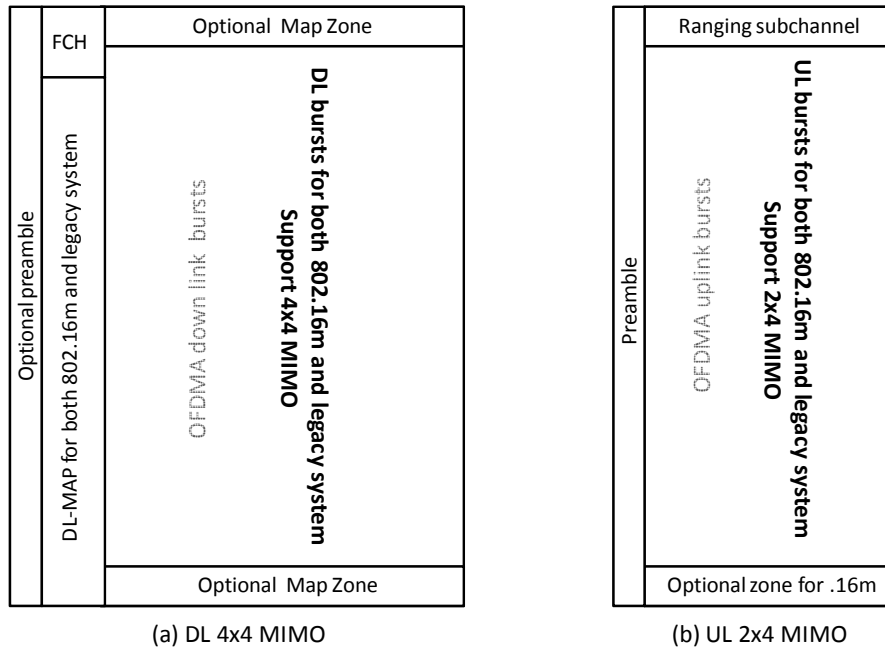 Optional preamble
FCH
DL-MAP for both 802.16m and legacy system
Optional Map Zone
OFDMA down link bursts
DL bursts for both 802.16m and legacy system
Support 4x4 MIMO
Optional Map Zone
(a) DL 4x4 MIMO
Preamble
Ranging subchannel
OFDMA uplink bursts
UL bursts for both 802.16m and legacy system
Support 2x4 MIMO
Optional zone for .16m
(b) UL 2x4 MIMO